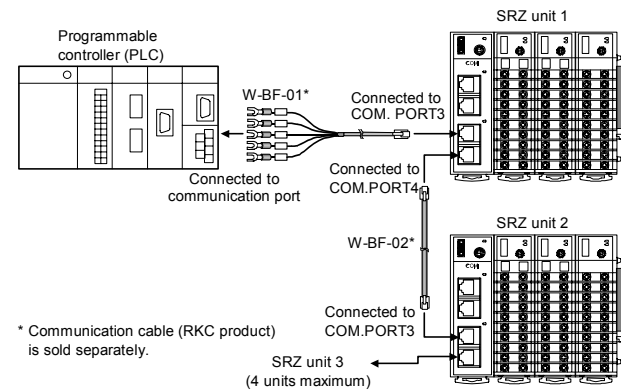 SRZ unit 1
Programmable
controller (PLC)
W-BF-01*
Connected to
COM. PORT3
Connected to
communication port
Connected to
COM.PORT4
W-BF-02*
SRZ unit 2
Connected to
COM.PORT3
* Communication cable (RKC product)
is sold separately.
SRZ unit 3
(4 units maximum)